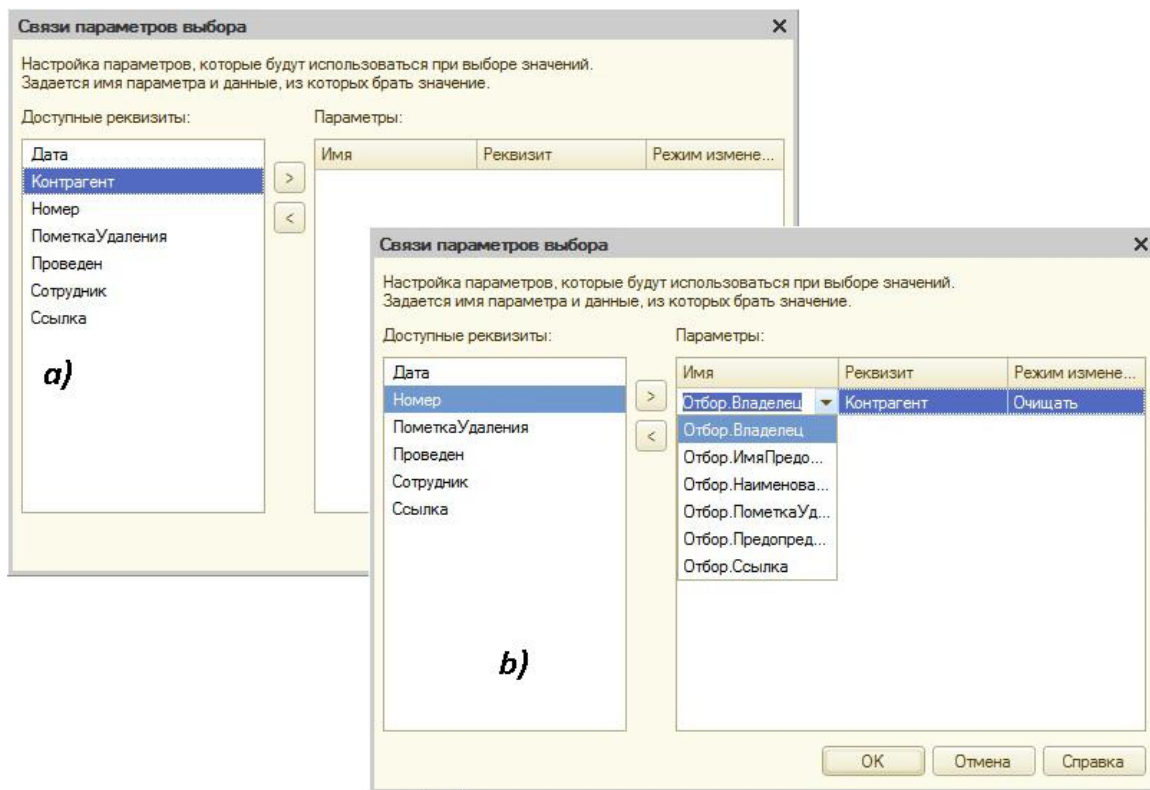 Связи параметров выбора
Настройка параметров, которые будут использоваться при выборе значений.
Задается имя параметра и данные, из которых брать значение.
Доступные реквизиты:
Параметры:
Дата
Контрагент
Номер
ПометкаУдаления
Проведен
Сотрудник
Ссылка
Имя Реквизит Режим измене...
>
<
a)
Связи параметров выбора
Настройка параметров, которые будут использоваться при выборе значений.
Задается имя параметра и данные, из которых брать значение.
Доступные реквизиты:
Параметры:
Дата
Номер
ПометкаУдаления
Проведен
Сотрудник
Ссылка
>
<
Имя Реквизит Режим измене...
Отбор.Владелец Контрагент Очищать
Отбор.Владелец
Отбор.ИмяПредо...
Отбор.Наименова...
Отбор.ПометкаУд...
Отбор.Предопред...
Отбор.Ссылка
b)
OK Отмена Справка